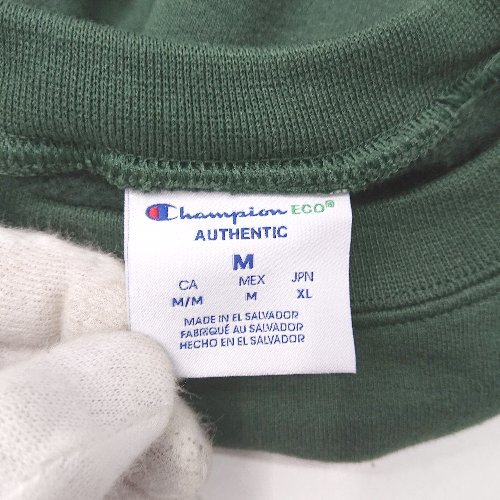 Champion ECO®
AUTHENTIC
M
CA MEX JPN
M/M M XL
MADE IN EL SALVADOR
FABRIQUÉ AU SALVADOR
HECHO EN EL SALVADOR